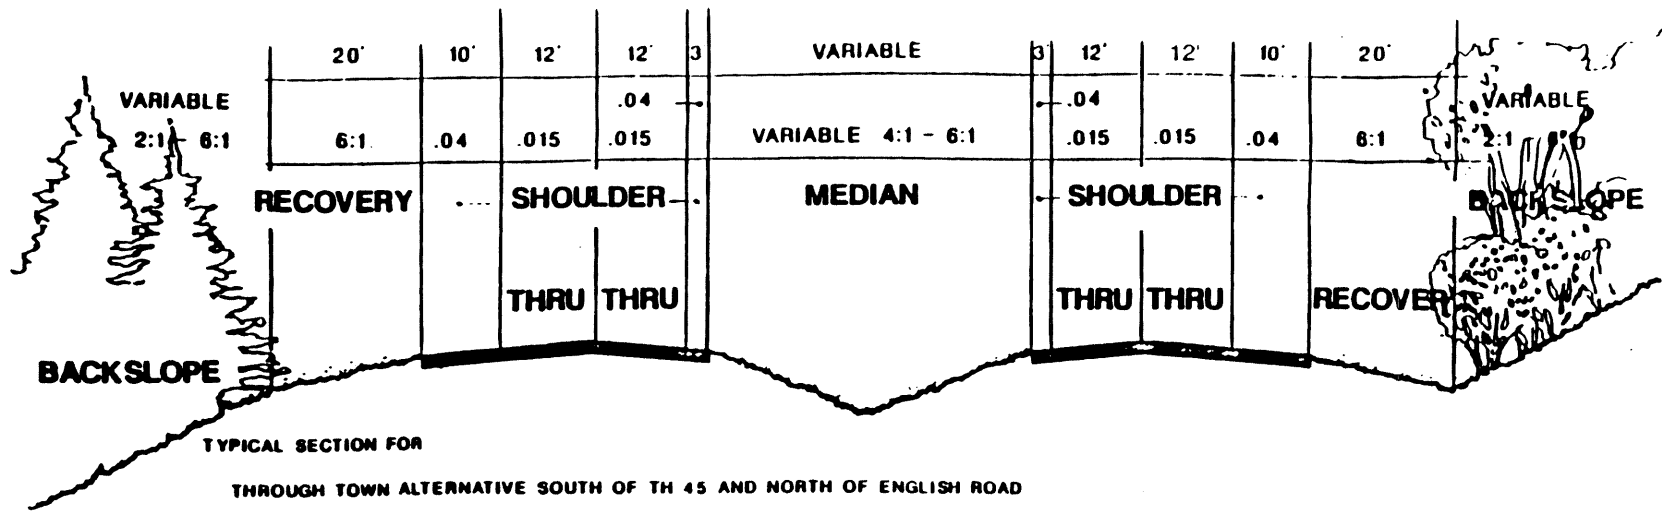 20' 10' 12' 12' 3 VARIABLE 3' 12' 12' 10' 20'
VARIABLE .04 .04 VARIABLE
2:1 - 6:1 6:1 .04 .015 .015 VARIABLE 4:1 - 6:1 .015 .015 .04 6:1 2:1
RECOVERY SHOULDER MEDIAN SHOULDER BACKSLOPE
THRU THRU THRU THRU RECOVERY
BACKSLOPE
TYPICAL SECTION FOR
THROUGH TOWN ALTERNATIVE SOUTH OF TH 45 AND NORTH OF ENGLISH ROAD